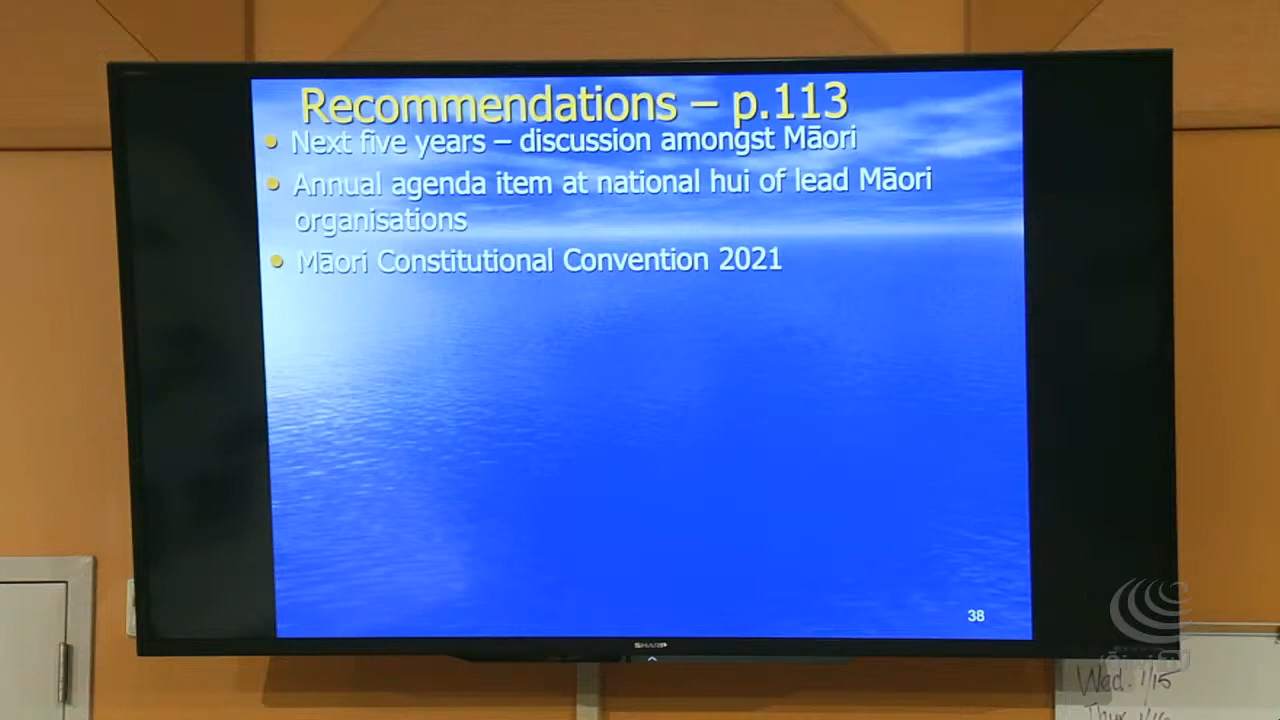 Recommendations – p.113
Next five years – discussion amongst Māori
Annual agenda item at national hui of lead Māori
organisations
Māori Constitutional Convention 2021
38
SHARP
Wed. 1/15